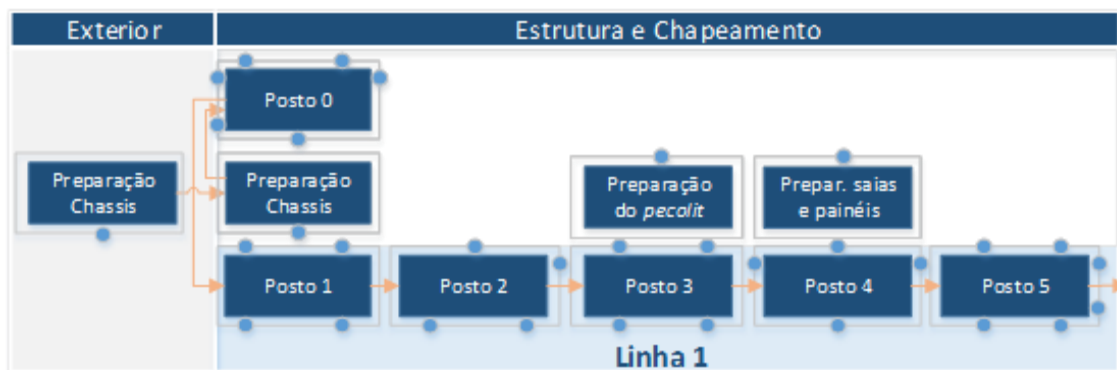 Exterior
Estrutura e Chapeamento
Posto 0
Preparação
Chassis
Preparação
Chassis
Preparação
do pecolit
Prepar. saias
e painéis
Posto 1
Posto 2
Posto 3
Posto 4
Posto 5
Linha 1